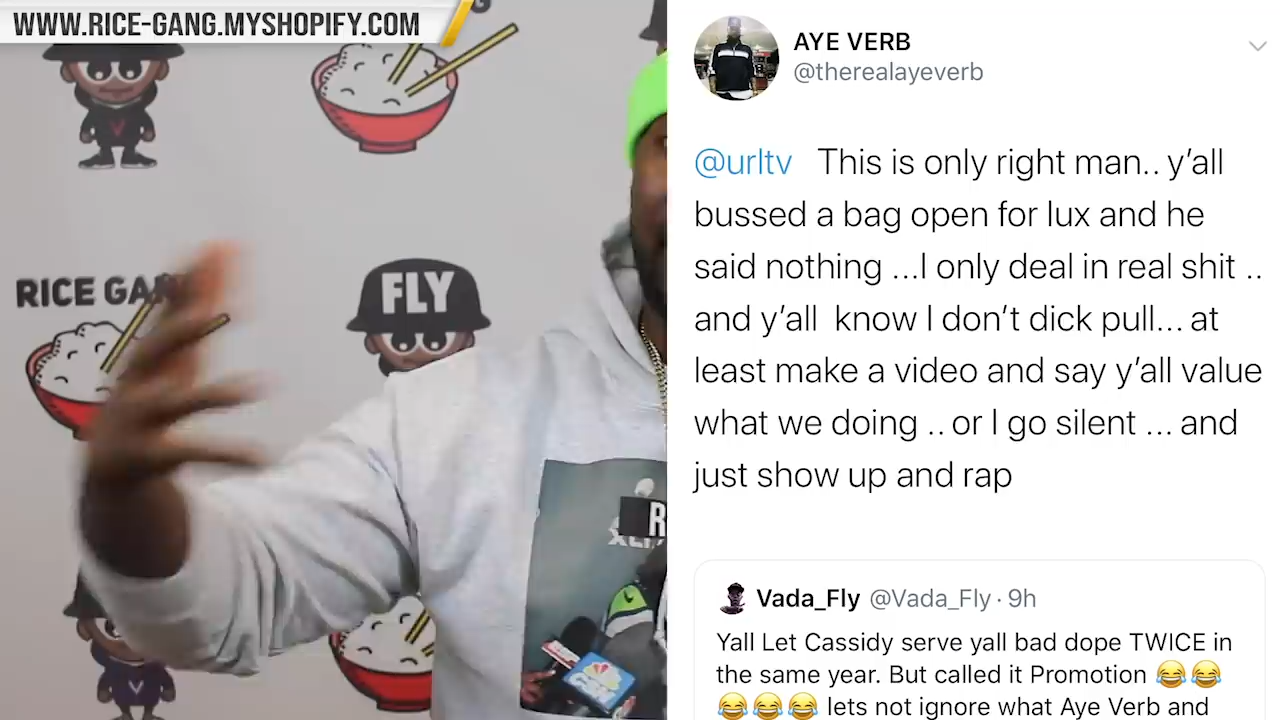 WWW.RICE-GANG.MYSHOPIFY.COM
FLY
AYE VERB
@therealayeverb
@urltv This is only right man.. y’all
bussed a bag open for lux and he
said nothing ...I only deal in real shit ..
and y’all know I don’t dick pull... at
least make a video and say y’all value
what we doing .. or I go silent ... and
just show up and rap
Vada_Fly @Vada_Fly · 9h
Yall Let Cassidy serve yall bad dope TWICE in
the same year. But called it Promotion 😂😂
😂😂😂 lets not ignore what Aye Verb and